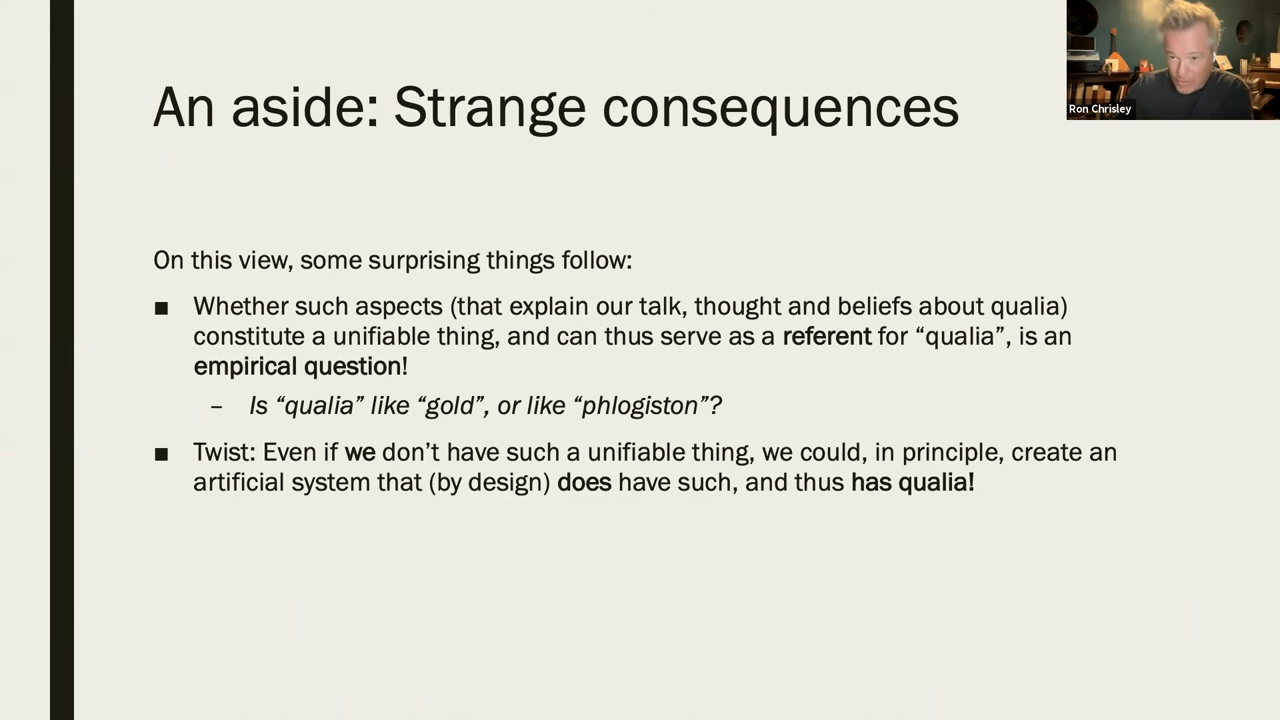 An aside: Strange consequences
Ron Chrisley
On this view, some surprising things follow:
■ Whether such aspects (that explain our talk, thought and beliefs about qualia)
constitute a unifiable thing, and can thus serve as a referent for “qualia”, is an
empirical question!
– Is “qualia” like “gold”, or like “phlogiston”?
■ Twist: Even if we don’t have such a unifiable thing, we could, in principle, create an
artificial system that (by design) does have such, and thus has qualia!